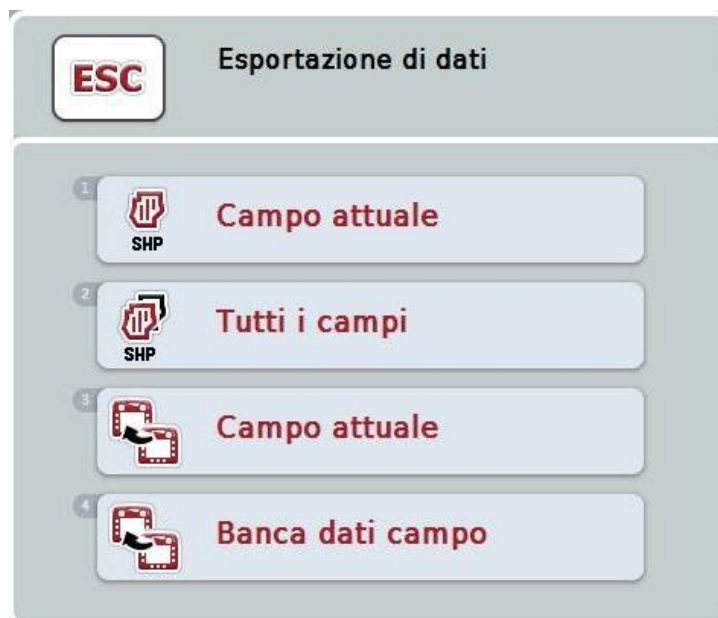 ESC
Esportazione di dati
1
SHP
Campo attuale
2
SHP
Tutti i campi
3
Campo attuale
4
Banca dati campo